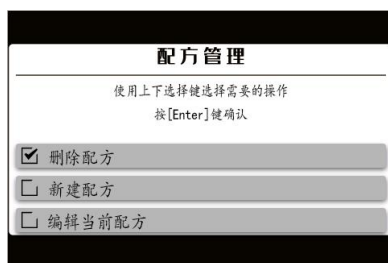 配方管理
使用上下选择键选择需要的操作
按[Enter]键确认
删除配方
新建配方
编辑当前配方